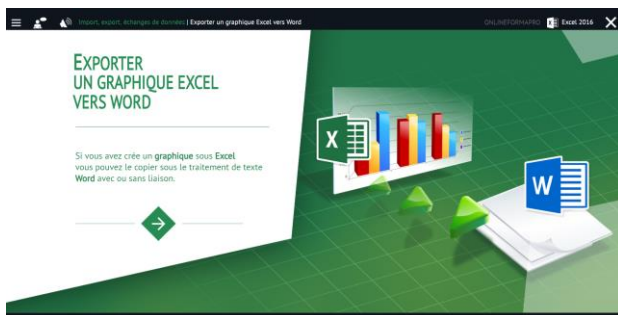 Import, export, échanges de données | Exporter un graphique Excel vers Word
ONLINEFORMAPRO
Excel 2016
EXPORTER
UN GRAPHIQUE EXCEL
VERS WORD
Si vous avez crée un graphique sous Excel
vous pouvez le copier sous le traitement de texte
Word avec ou sans liaison.
X
W